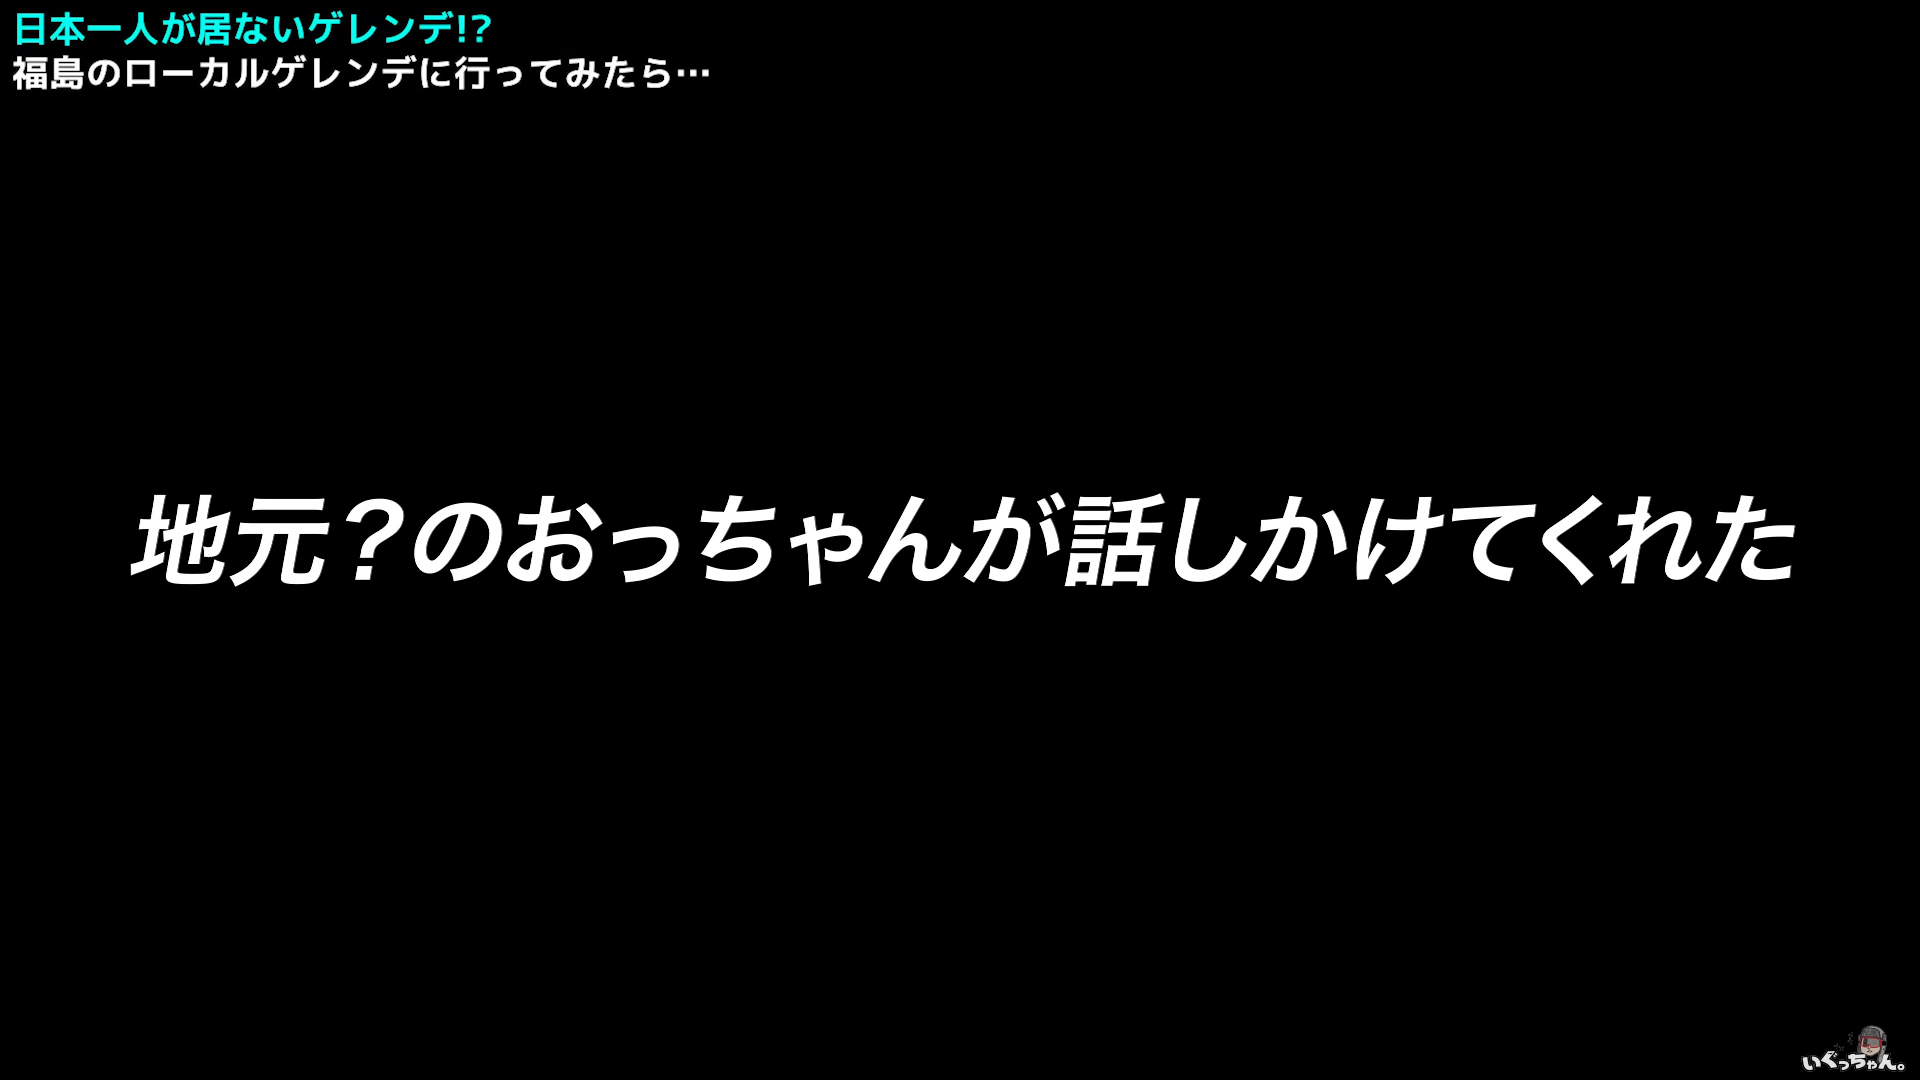 日本一人が居ないゲレンデ!?
福島のローカルゲレンデに行ってみたら…
地元？のおっちゃんが話しかけてくれた
いぐっちゃん。